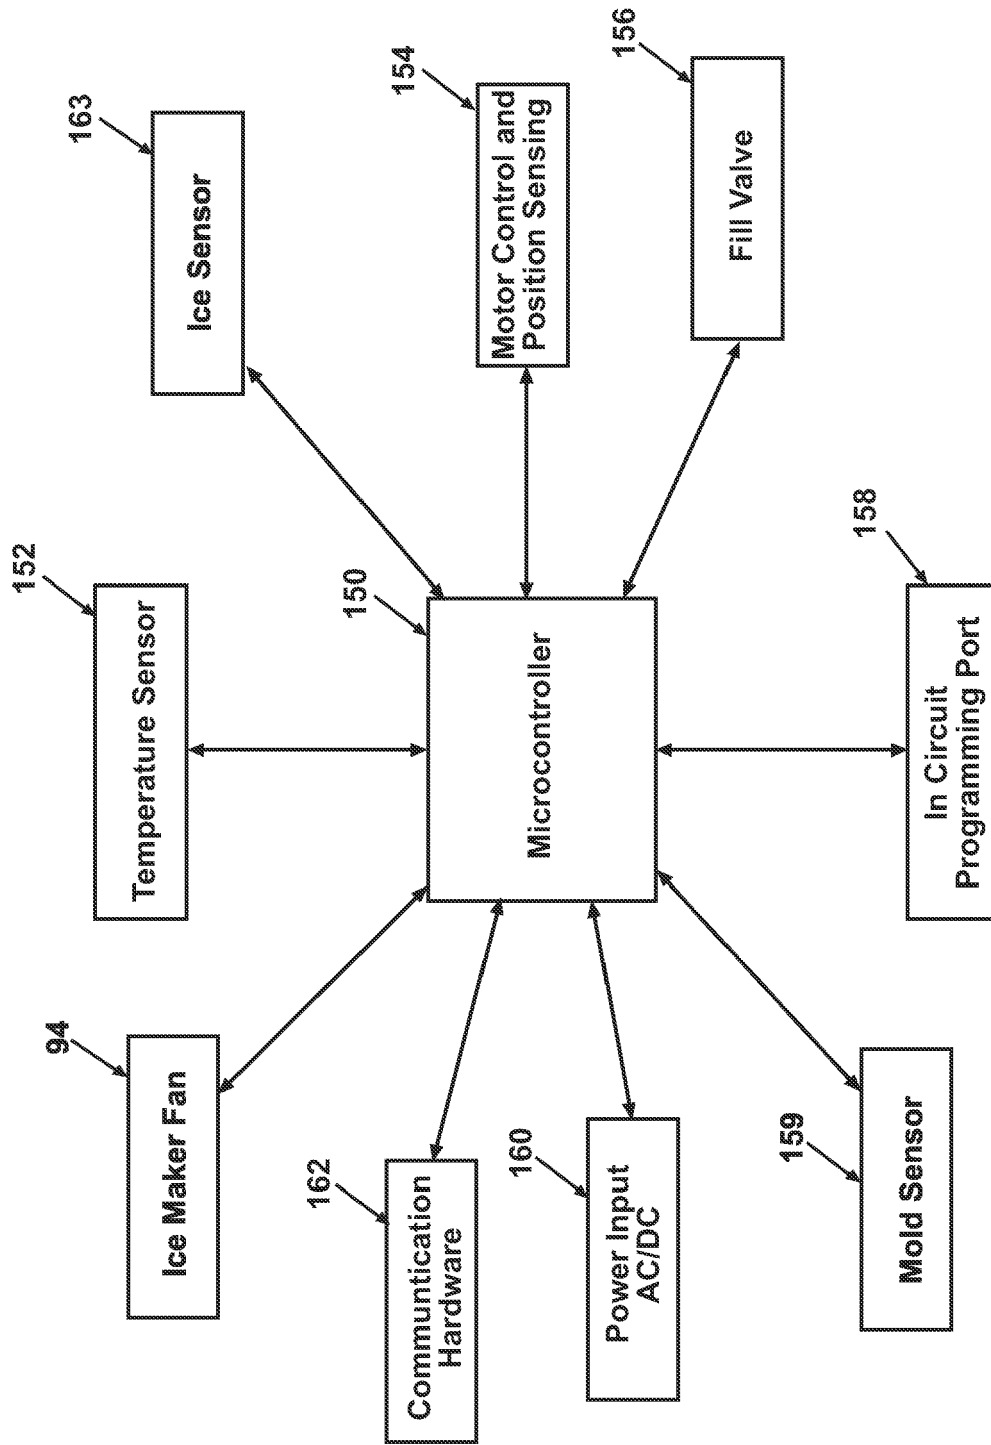 94
Ice Maker Fan
152
Temperature Sensor
163
Ice Sensor
162
Communtication
Hardware
150
Microcontroller
154
Motor Control and
Position Sensing
160
Power Input
AC/DC
156
Fill Valve
159
Mold Sensor
158
In Circuit
Programming Port